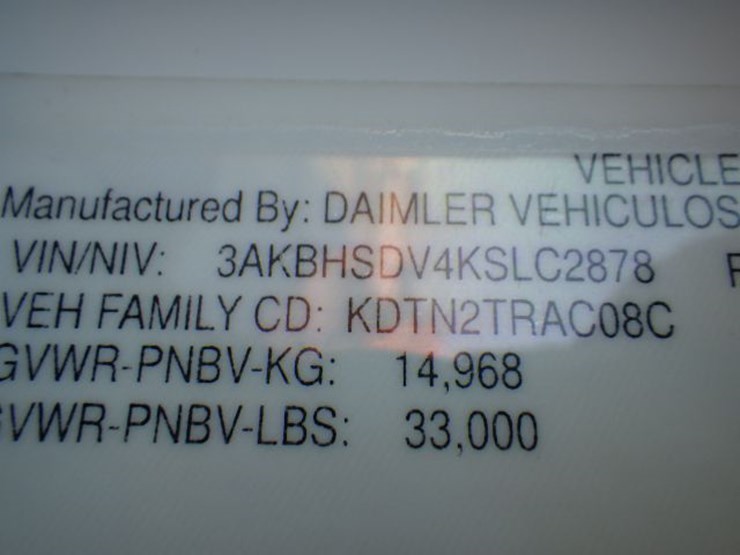 VEHICLE
Manufactured By: DAIMLER VEHICULOS
VIN/NIV: 3AKBHSDV4KSLC2878
VEH FAMILY CD: KDTN2TRAC08C
GVWR-PNBV-KG: 14,968
GVWR-PNBV-LBS: 33,000